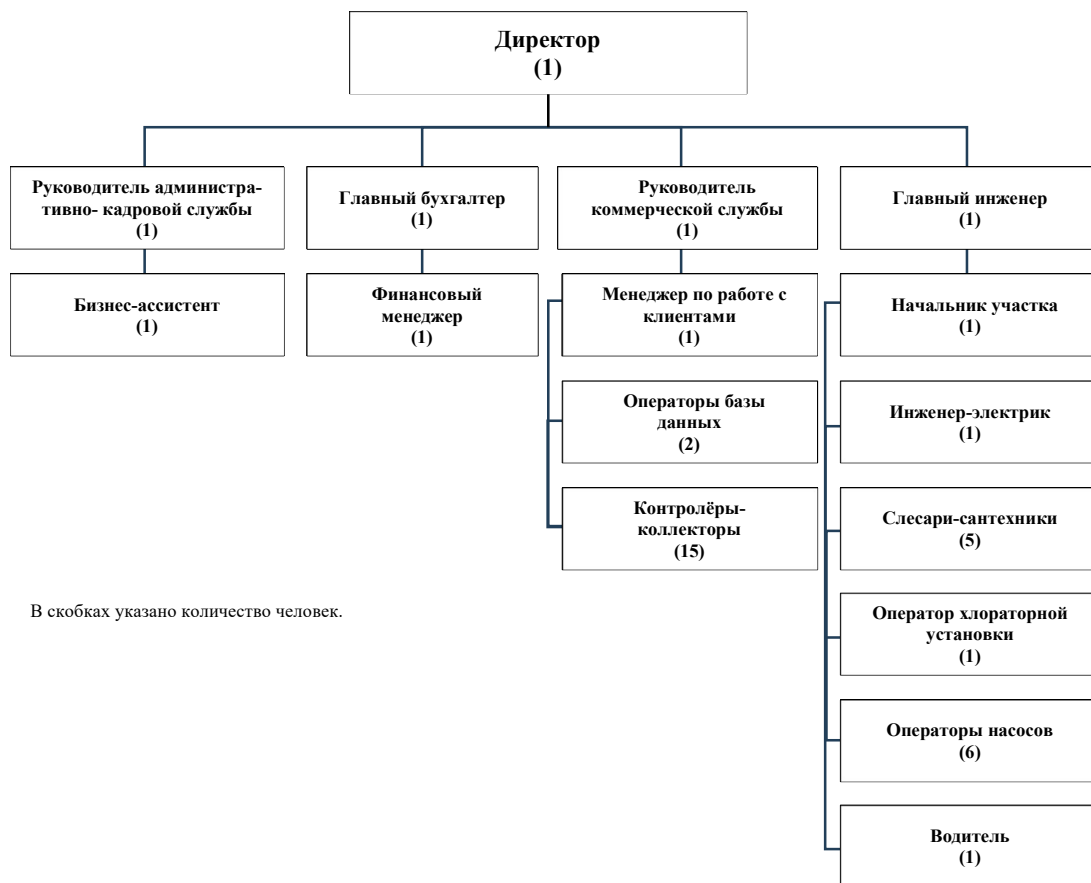 Директор
(1)
Руководитель администра-
тивно- кадровой службы
(1)
Главный бухгалтер
(1)
Руководитель
коммерческой службы
(1)
Главный инженер
(1)
Бизнес-ассистент
(1)
Финансовый
менеджер
(1)
Менеджер по работе с
клиентами
(1)
Начальник участка
(1)
Операторы базы
данных
(2)
Инженер-электрик
(1)
Контролёры-
коллекторы
(15)
Слесари-сантехники
(5)
В скобках указано количество человек.
Оператор хлораторной
установки
(1)
Операторы насосов
(6)
Водитель
(1)